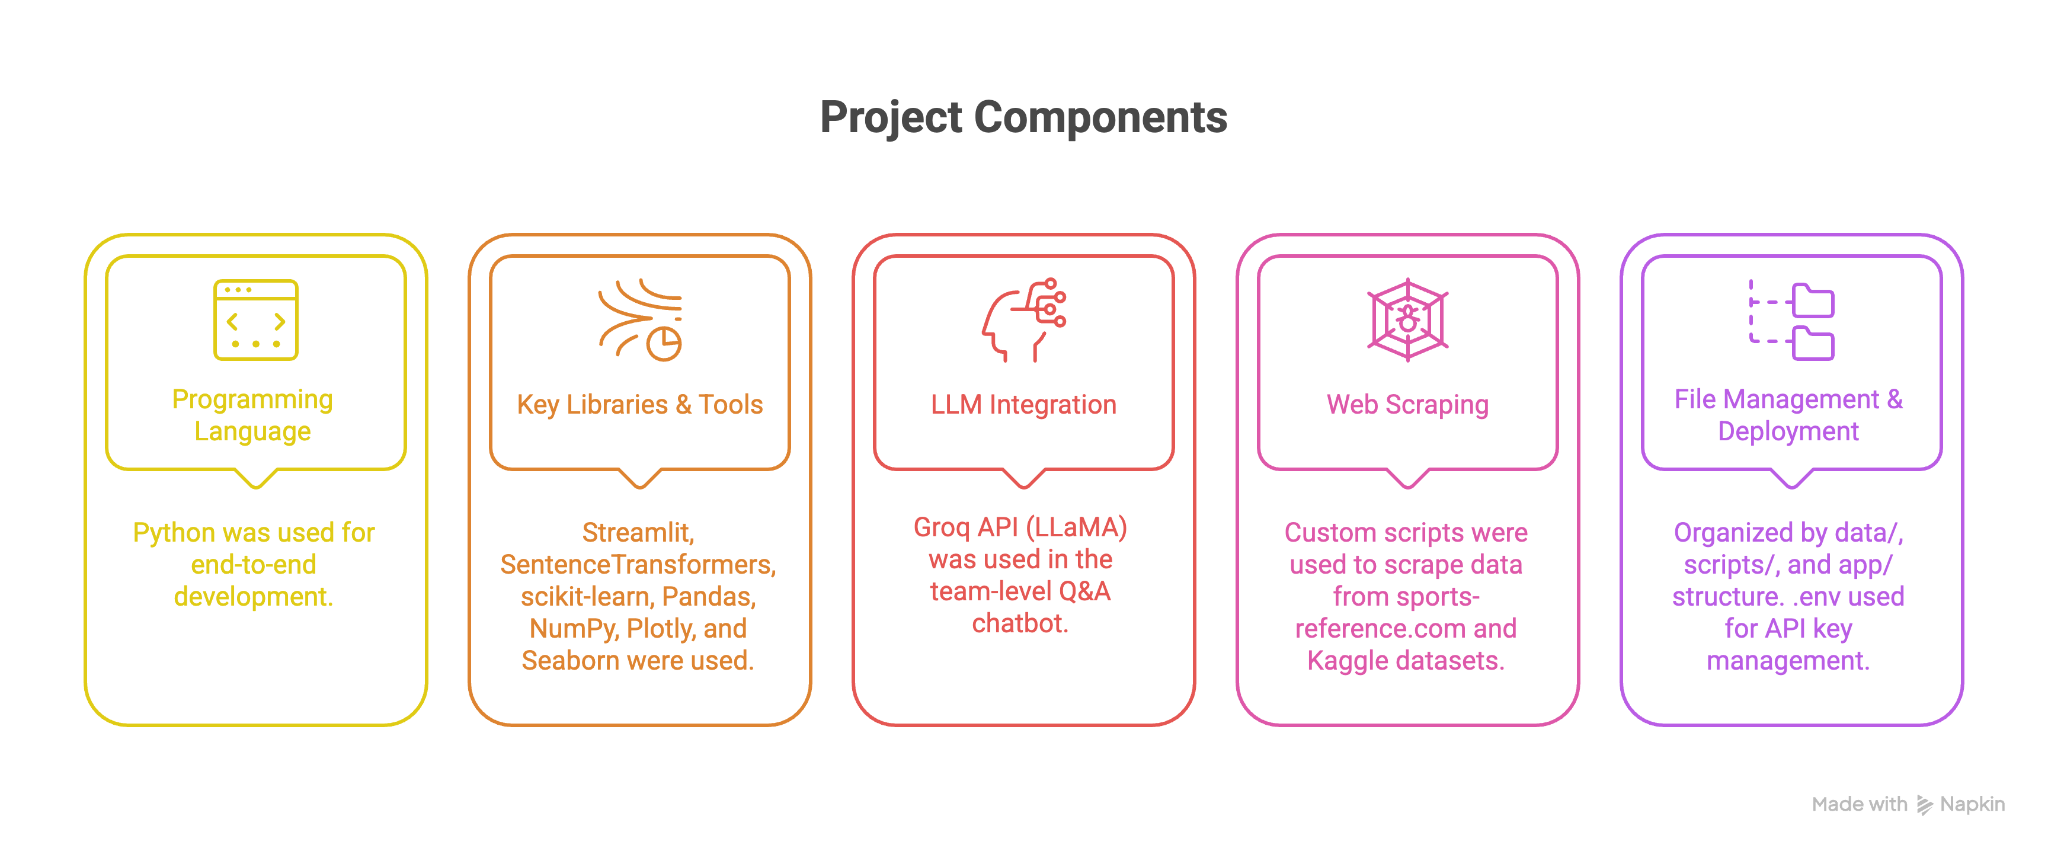 Project Components
Programming
Language
Python was used for
end-to-end
development.
Key Libraries & Tools
Streamlit,
SentenceTransformers,
scikit-learn, Pandas,
NumPy, Plotly, and
Seaborn were used.
LLM Integration
Groq API (LLaMA)
was used in the
team-level Q&A
chatbot.
Web Scraping
Custom scripts were
used to scrape data
from sports-
reference.com and
Kaggle datasets.
File Management &
Deployment
Organized by data/,
scripts/, and app/
structure. .env used
for API key
management.
Made with Napkin